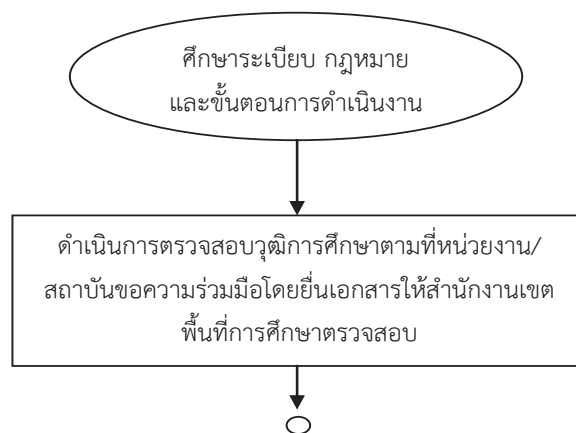 ศึกษาระเบียบ กฎหมาย
และขั้นตอนการดำเนินงาน
ดำเนินการตรวจสอบวุฒิการศึกษาตามที่หน่วยงาน/
สถาบันขอความร่วมมือโดยยื่นเอกสารให้สำนักงานเขต
พื้นที่การศึกษาตรวจสอบ